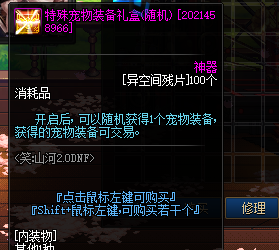 特殊宠物装备礼盒(随机) [202145
8966]
神器
[异空间残片]100个
消耗品
开启后,可以随机获得1个宠物装备,
获得的宠物装备可交易。
<笑:山河2.0DNF>
『点击鼠标左键可购买』
『Shift+鼠标左键,可购买若干个』
修理
[内装物]
其他种